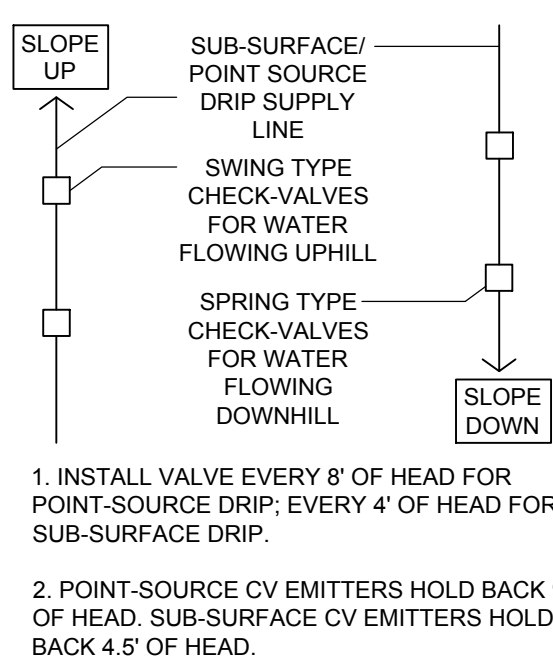 SLOPE
UP
SUB-SURFACE/
POINT SOURCE
DRIP SUPPLY
LINE
SWING TYPE
CHECK-VALVES
FOR WATER
FLOWING UPHILL
SPRING TYPE
CHECK-VALVES
FOR WATER
FLOWING
DOWNHILL
SLOPE
DOWN
1. INSTALL VALVE EVERY 8' OF HEAD FOR
POINT-SOURCE DRIP; EVERY 4' OF HEAD FOR
SUB-SURFACE DRIP.
2. POINT-SOURCE CV EMITTERS HOLD BACK
OF HEAD. SUB-SURFACE CV EMITTERS HOLD
BACK 4.5' OF HEAD.